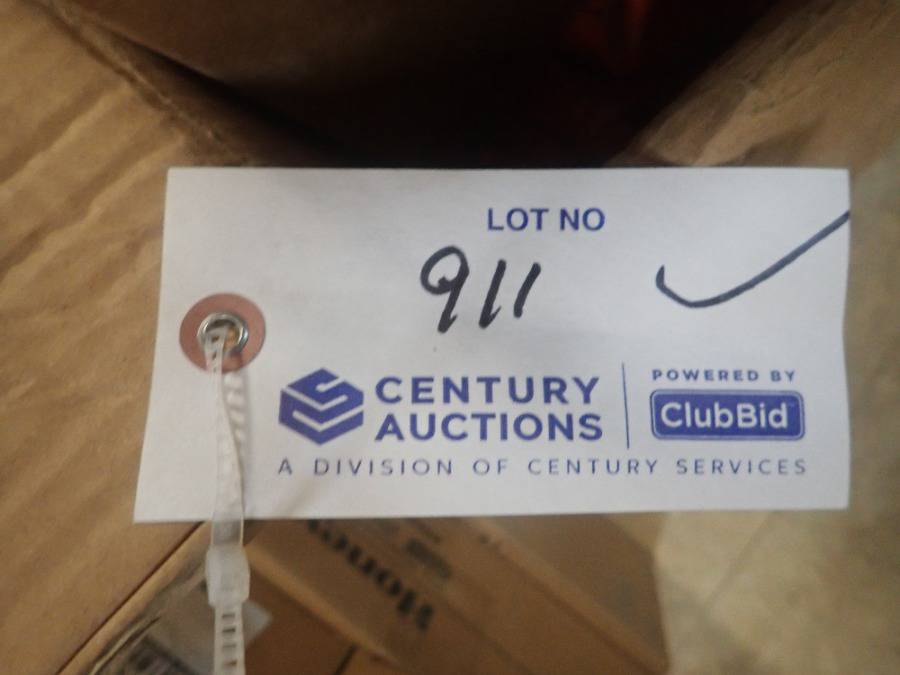 LOT NO
911
CENTURY
AUCTIONS
POWERED BY
ClubBid
A DIVISION OF CENTURY SERVICES